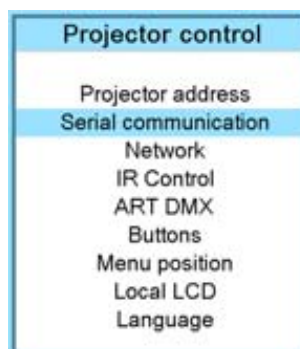 Projector control
Projector address
Serial communication
Network
IR Control
ART DMX
Buttons
Menu position
Local LCD
Language